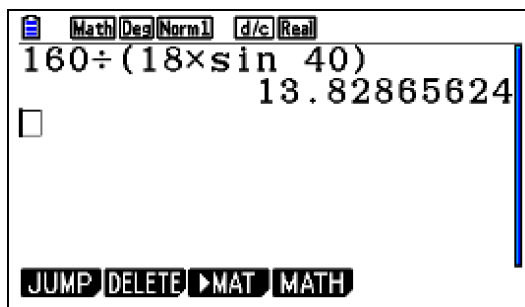 Math Deg Norm1 d/c Real
160÷(18×sin 40)
13.82865624
JUMP DELETE ▶MAT MATH